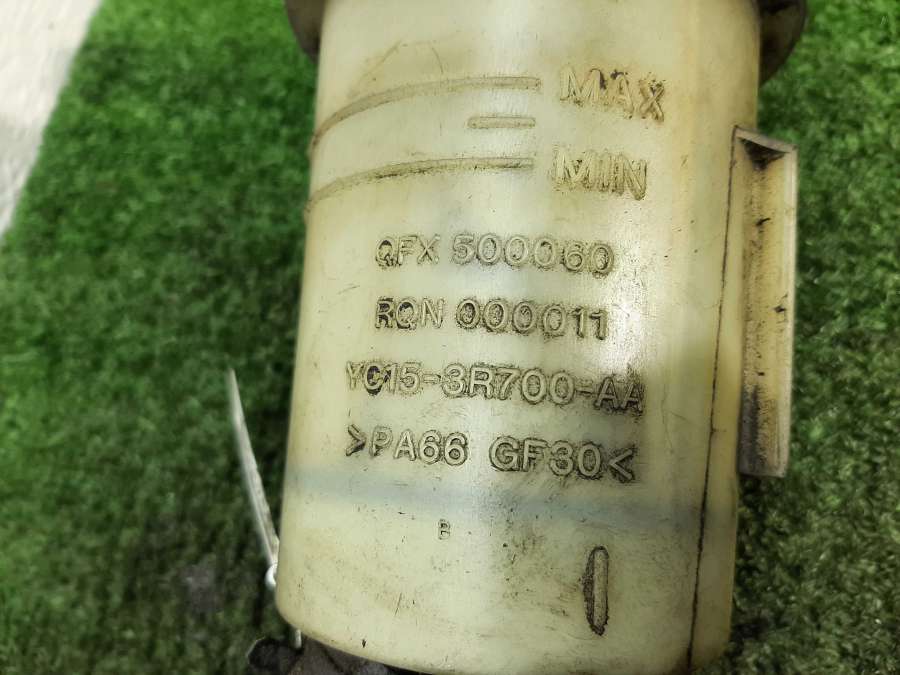 MAX
MIN
QFX 500060
RQN 000011
YC15-3R700-AA
>PA66 GF30<
B